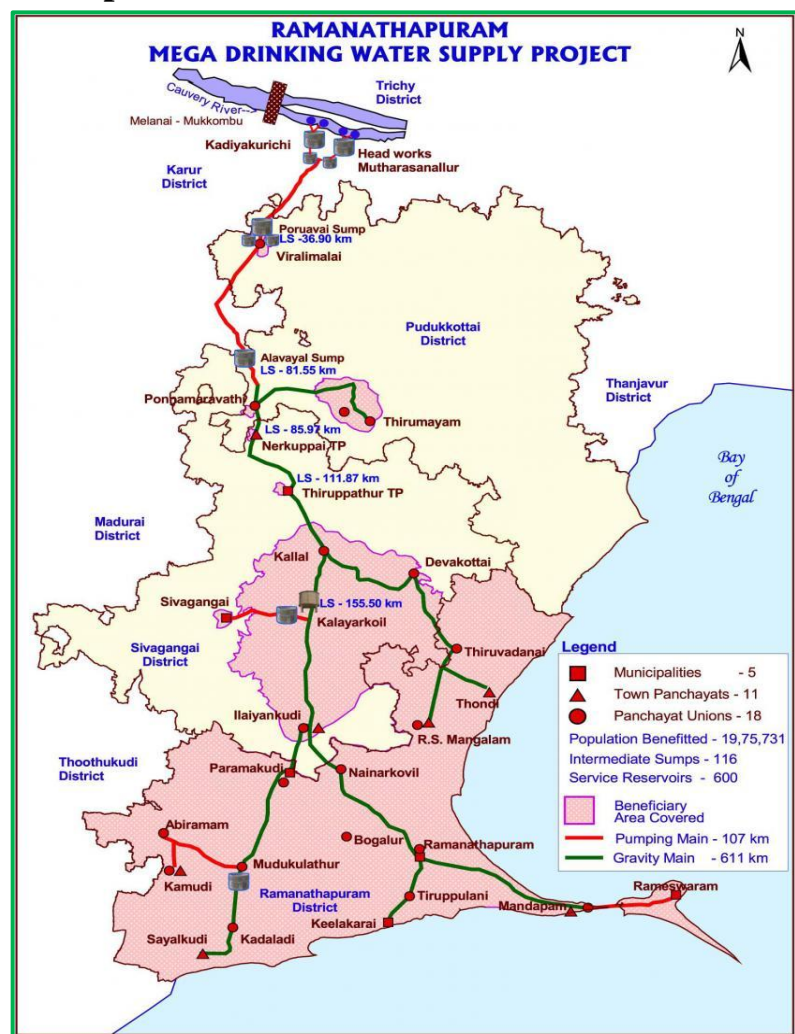 RAMANATHAPURAM
MEGA DRINKING WATER SUPPLY PROJECT
N
Trichy
District
Cauvery River-->
Melanai - Mukkombu
Kadiyakurichi
Head works
Mutharasanallur
Karur
District
Poruavai Sump
LS -36.90 km
Viralimalai
Pudukkottai
District
Alavayal Sump
LS - 81.55 km
Thanjavur
District
Ponnamaravathi
Thirumayam
LS - 85.97 km
Nerkuppai TP
Bay
of
Bengal
LS - 111.87 km
Thiruppathur TP
Madurai
District
Kallal
Devakottai
Sivagangai
LS - 155.50 km
Kalayarkoil
Sivagangai
District
Thiruvadanai
Thondi
Ilaiyankudi
R.S. Mangalam
Thoothukudi
District
Paramakudi
Nainarkovil
Abiramam
Bogalur
Ramanathapuram
Mudukulathur
Kamudi
Ramanathapuram
District
Tiruppulani
Rameswaram
Mandapam
Keelakarai
Sayalkudi
Kadaladi
Legend
Municipalities - 5
Town Panchayats - 11
Panchayat Unions - 18
Population Benefitted - 19,75,731
Intermediate Sumps - 116
Service Reservoirs - 600
Beneficiary
Area Covered
Pumping Main - 107 km
Gravity Main - 611 km